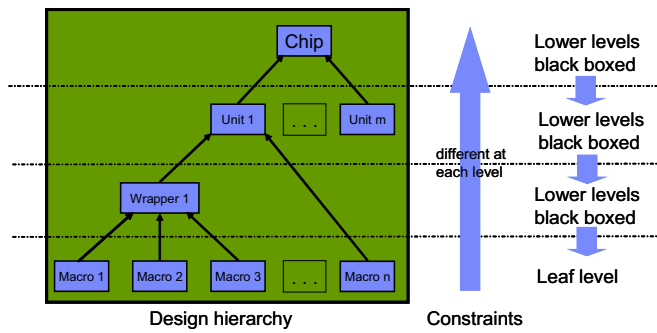 Chip
Lower levels
black boxed
Unit 1
. . .
Unit m
Lower levels
black boxed
different at
each level
Wrapper 1
Lower levels
black boxed
Macro 1
Macro 2
Macro 3
. . .
Macro n
Leaf level
Design hierarchy
Constraints